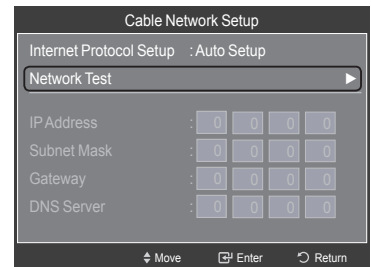 Cable Network Setup
Internet Protocol Setup : Auto Setup
Network Test ▶
IP Address : 0 0 0 0
Subnet Mask : 0 0 0 0
Gateway : 0 0 0 0
DNS Server : 0 0 0 0
Move Enter Return